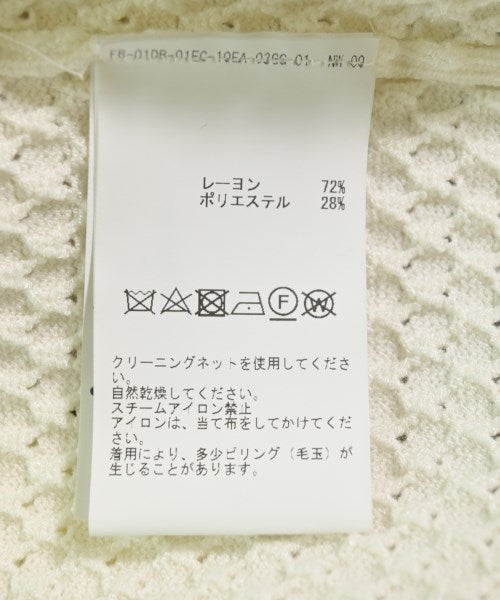 レーヨン 72%
ポリエステル 28%
F W
クリーニングネットを使用してくださ
い。
自然乾燥してください。
スチームアイロン禁止
アイロンは、当て布をしてかけてくだ
さい。
着用により、多少ピリング（毛玉）が
生じることがあります。